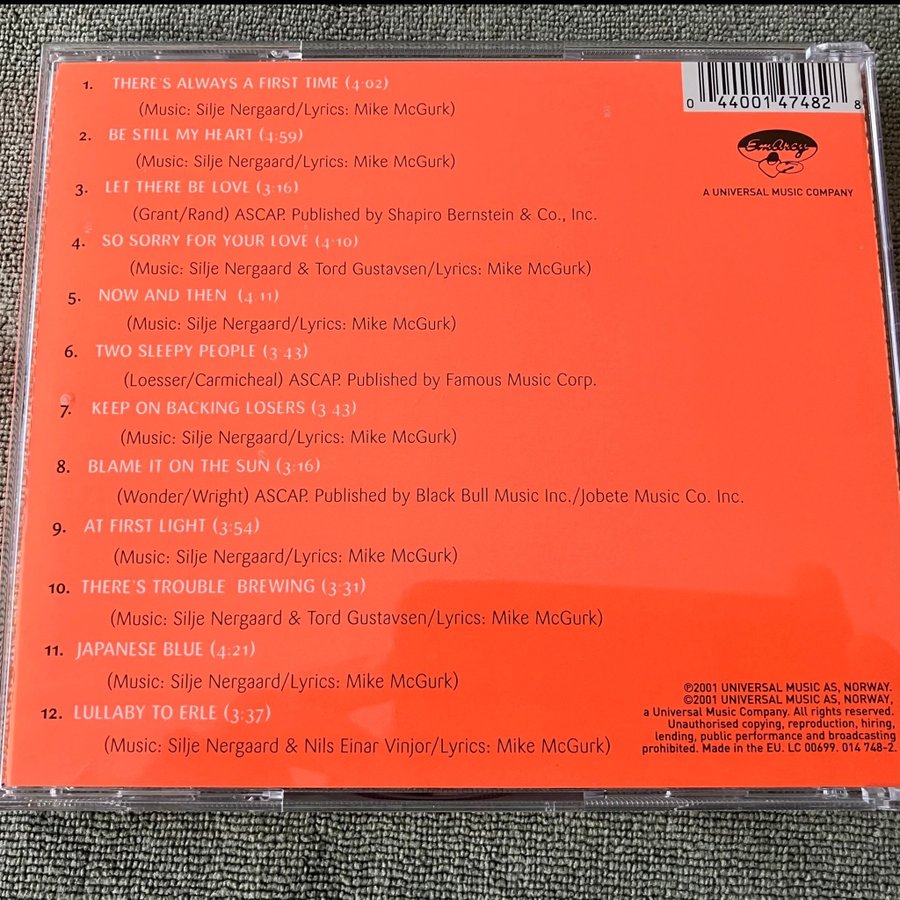 1. THERE'S ALWAYS A FIRST TIME (4:02)
(Music: Silje Nergaard/Lyrics: Mike McGurk)
2. BE STILL MY HEART (4:59)
(Music: Silje Nergaard/Lyrics: Mike McGurk)
3. LET THERE BE LOVE (3:16)
(Grant/Rand) ASCAP. Published by Shapiro Bernstein & Co., Inc.
4. SO SORRY FOR YOUR LOVE (4:10)
(Music: Silje Nergaard & Tord Gustavsen/Lyrics: Mike McGurk)
5. NOW AND THEN (4 11)
(Music: Silje Nergaard/Lyrics: Mike McGurk)
6. TWO SLEEPY PEOPLE (3 43)
(Loesser/Carmicheal) ASCAP. Published by Famous Music Corp.
7. KEEP ON BACKING LOSERS (3 43)
(Music: Silje Nergaard/Lyrics: Mike McGurk)
8. BLAME IT ON THE SUN (3:16)
(Wonder/Wright) ASCAP. Published by Black Bull Music Inc./Jobete Music Co. Inc.
9. AT FIRST LIGHT (3:54)
(Music: Silje Nergaard/Lyrics: Mike McGurk)
10. THERE'S TROUBLE BREWING (3:31)
(Music: Silje Nergaard & Tord Gustavsen/Lyrics: Mike McGurk)
11. JAPANESE BLUE (4:21)
(Music: Silje Nergaard/Lyrics: Mike McGurk)
12. LULLABY TO ERLE (3:37)
(Music: Silje Nergaard & Nils Einar Vinjor/Lyrics: Mike McGurk)
0 44001 47482 8
EmArcy
A UNIVERSAL MUSIC COMPANY
℗2001 UNIVERSAL MUSIC AS, NORWAY.
©2001 UNIVERSAL MUSIC AS, NORWAY,
a Universal Music Company. All rights reserved.
Unauthorised copying, reproduction, hiring,
lending, public performance and broadcasting
prohibited. Made in the EU. LC 00699. 014 748-2.